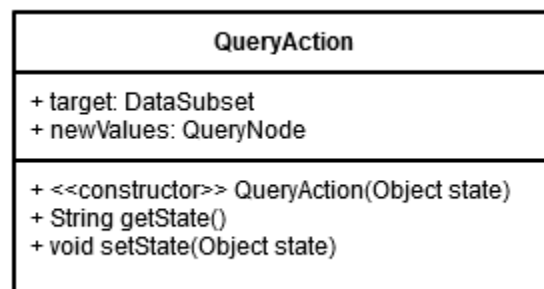 QueryAction
+ target: DataSubset
+ newValues: QueryNode
+ <<constructor>> QueryAction(Object state)
+ String getState()
+ void setState(Object state)